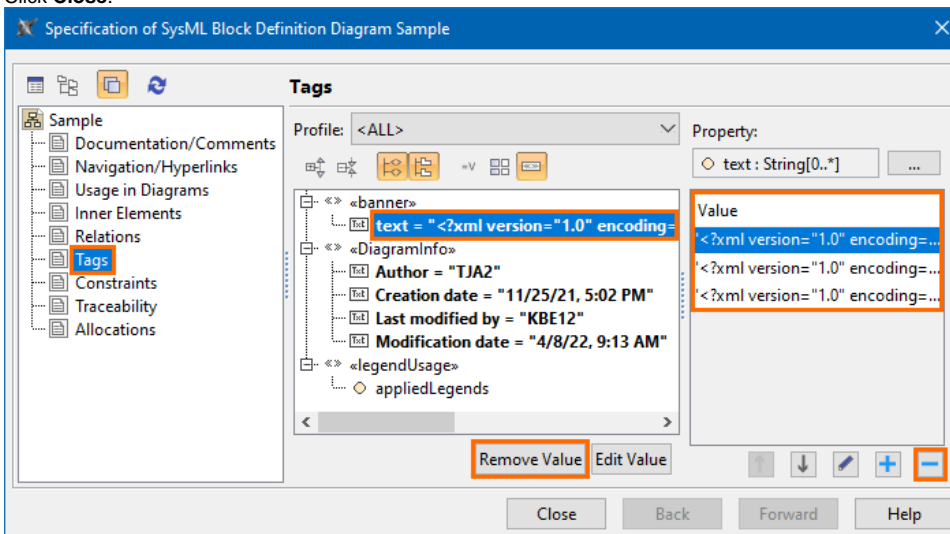 Click Close.
Specification of SysML Block Definition Diagram Sample
Tags
Sample
Documentation/Comments
Navigation/Hyperlinks
Usage in Diagrams
Inner Elements
Relations
Tags
Constraints
Traceability
Allocations
Profile: <ALL>
«banner»
text = "<?xml version="1.0" encoding=
«DiagramInfo»
Author = "TJA2"
Creation date = "11/25/21, 5:02 PM"
Last modified by = "KBE12"
Modification date = "4/8/22, 9:13 AM"
«legendUsage»
appliedLegends
Remove Value Edit Value
Property:
text : String[0..*] ...
Value
'<?xml version="1.0" encoding=...
'<?xml version="1.0" encoding=...
'<?xml version="1.0" encoding=...
Close Back Forward Help